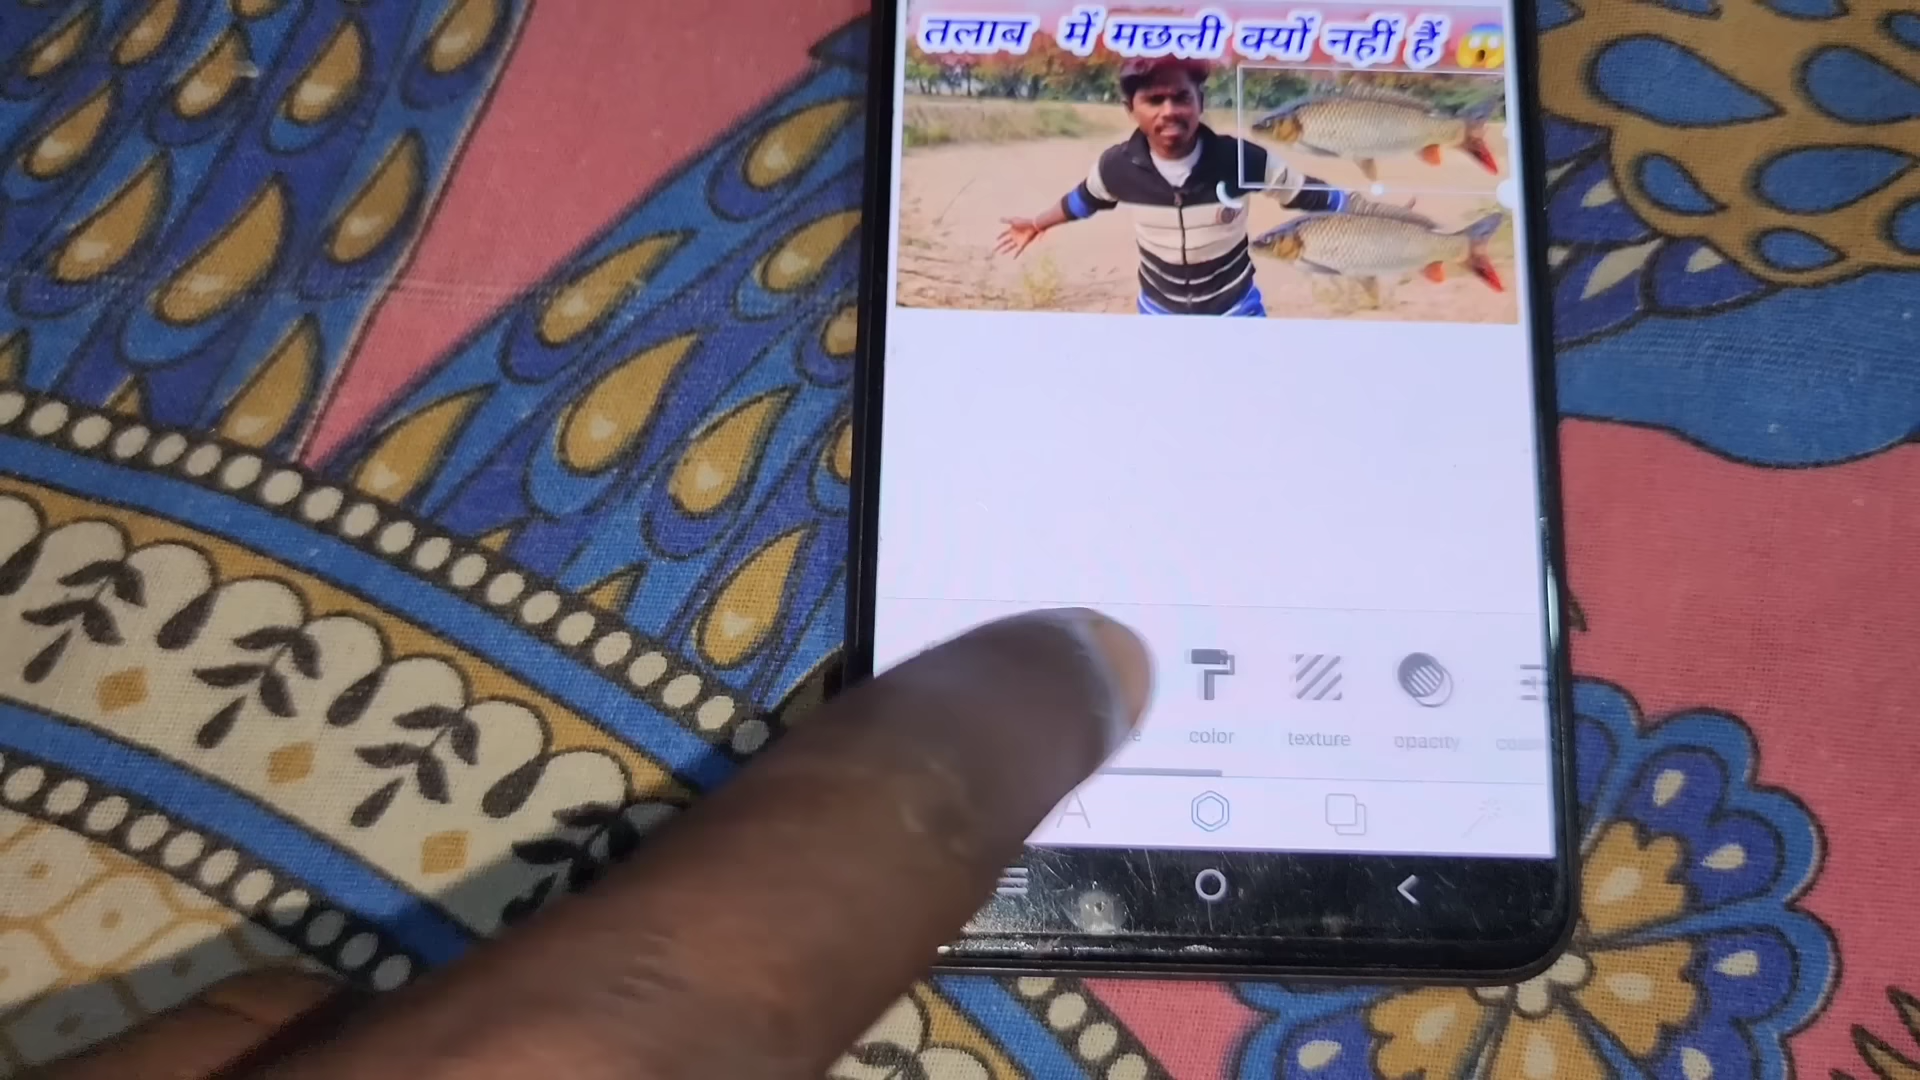 तलाब में मछली क्यों नहीं हैं 😱
color texture opacity
A